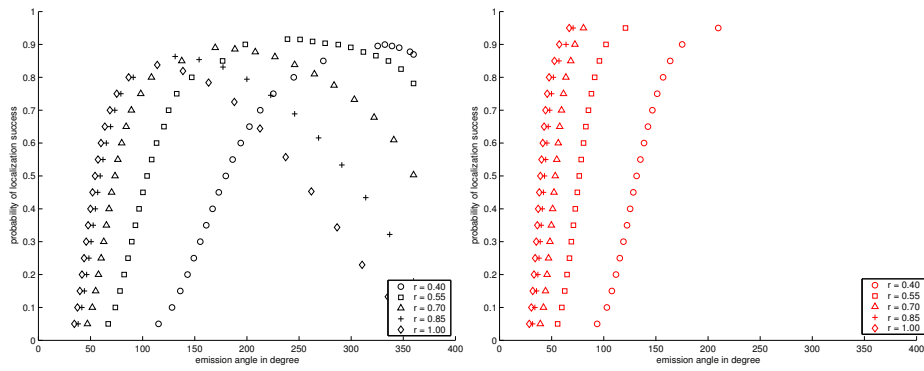 1
0.9
0.8
0.7
0.6
0.5
0.4
0.3
0.2
0.1
0
probability of localization success
0 50 100 150 200 250 300 350 400
emission angle in degree
r = 0.40
r = 0.55
r = 0.70
r = 0.85
r = 1.00
1
0.9
0.8
0.7
0.6
0.5
0.4
0.3
0.2
0.1
0
probability of localization success
0 50 100 150 200 250 300 350 400
emission angle in degree
r = 0.40
r = 0.55
r = 0.70
r = 0.85
r = 1.00